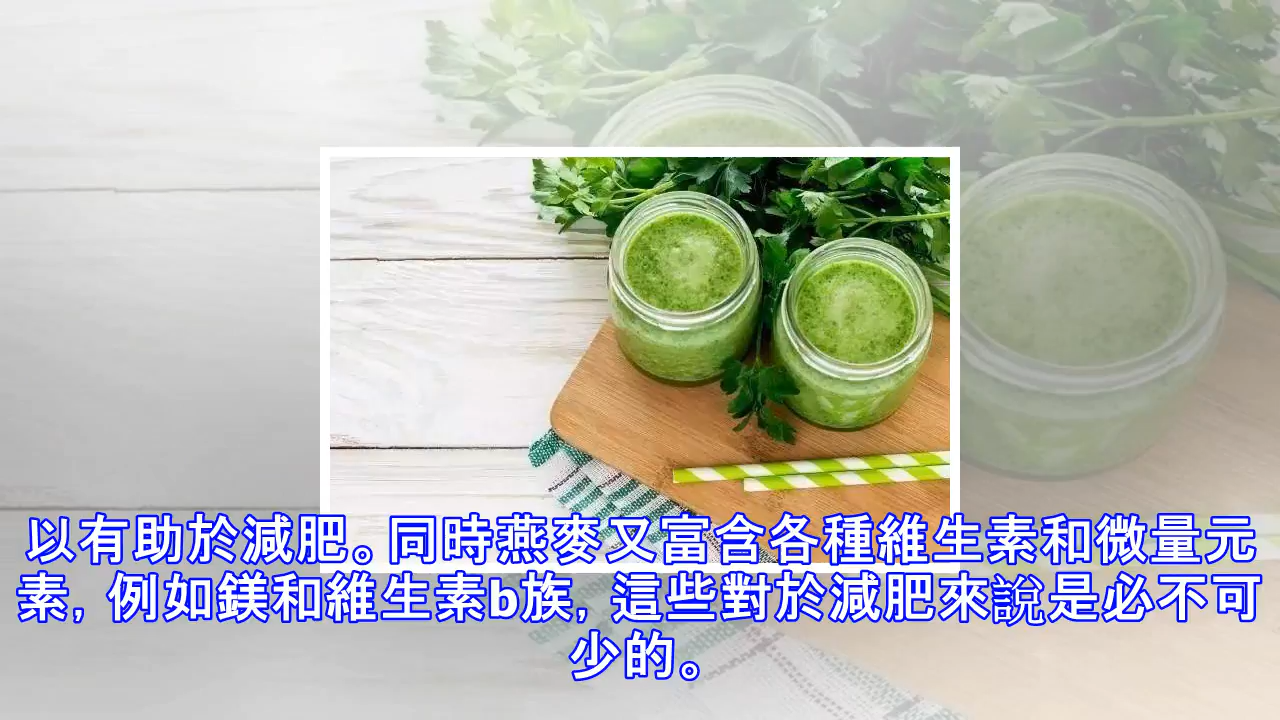 以有助於減肥。同時燕麥又富含各種維生素和微量元
素, 例如鎂和維生素b族, 這些對於減肥來說是必不可
少的。